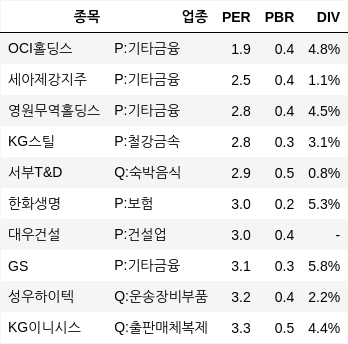 종목 업종 PER PBR DIV
OCI홀딩스 P:기타금융 1.9 0.4 4.8%
세아제강지주 P:기타금융 2.5 0.4 1.1%
영원무역홀딩스 P:기타금융 2.8 0.4 4.5%
KG스틸 P:철강금속 2.8 0.3 3.1%
서부T&D Q:숙박음식 2.9 0.5 0.8%
한화생명 P:보험 3.0 0.2 5.3%
대우건설 P:건설업 3.0 0.4 -
GS P:기타금융 3.1 0.3 5.8%
성우하이텍 Q:운송장비부품 3.2 0.4 2.2%
KG이니시스 Q:출판매체복제 3.3 0.5 4.4%